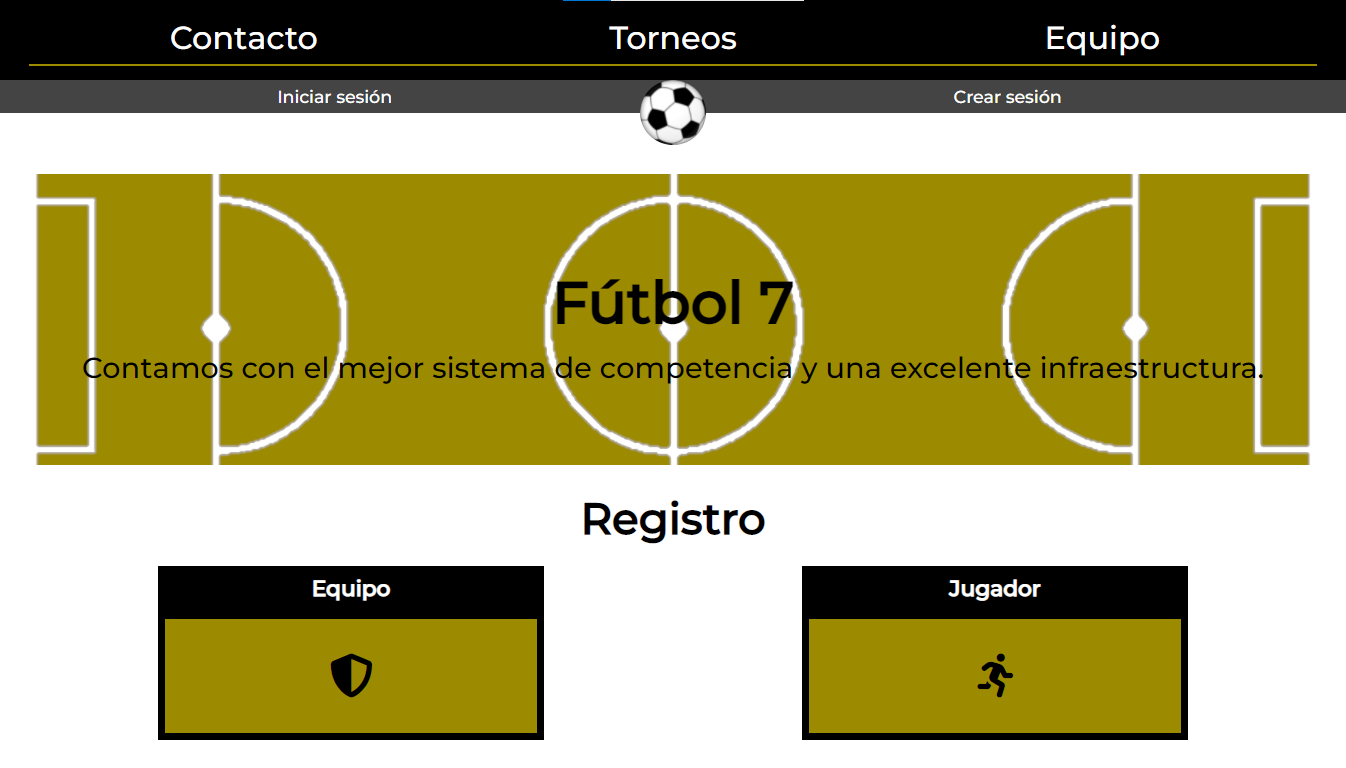 Contacto Torneos Equipo
Iniciar sesión Crear sesión
Fútbol 7
Contamos con el mejor sistema de competencia y una excelente infraestructura.
Registro
Equipo Jugador